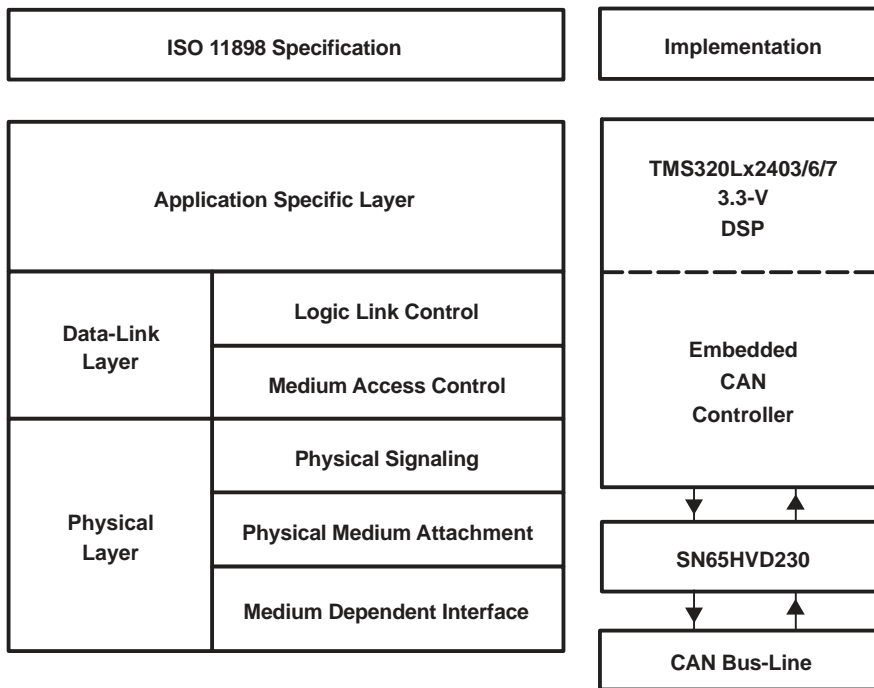 ISO 11898 Specification
Implementation
Application Specific Layer
TMS320Lx2403/6/7
3.3-V
DSP
Data-Link
Layer
Logic Link Control
Medium Access Control
Embedded
CAN
Controller
Physical
Layer
Physical Signaling
Physical Medium Attachment
Medium Dependent Interface
SN65HVD230
CAN Bus-Line